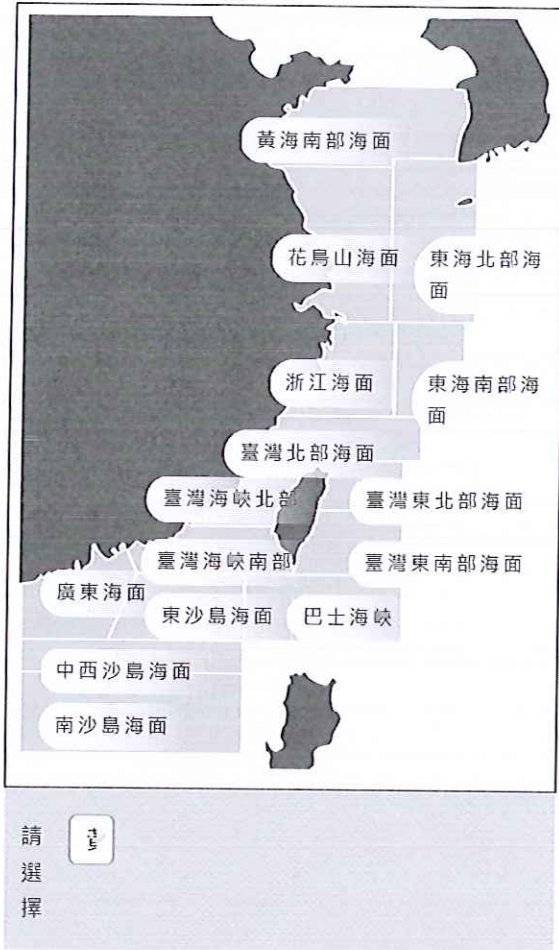 黃海南部海面
花鳥山海面
東海北部海
面
浙江海面
東海南部海
面
臺灣北部海面
臺灣海峽北部
臺灣東北部海面
臺灣海峽南部
臺灣東南部海面
廣東海面
東沙島海面
巴士海峽
中西沙島海面
南沙島海面
請
選
擇